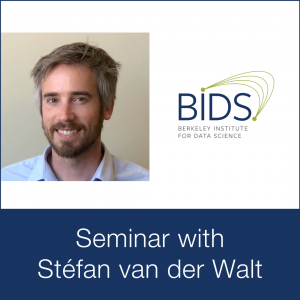 BIDS
BERKELEY INSTITUTE
FOR DATA SCIENCE
Seminar with
Stéfan van der Walt